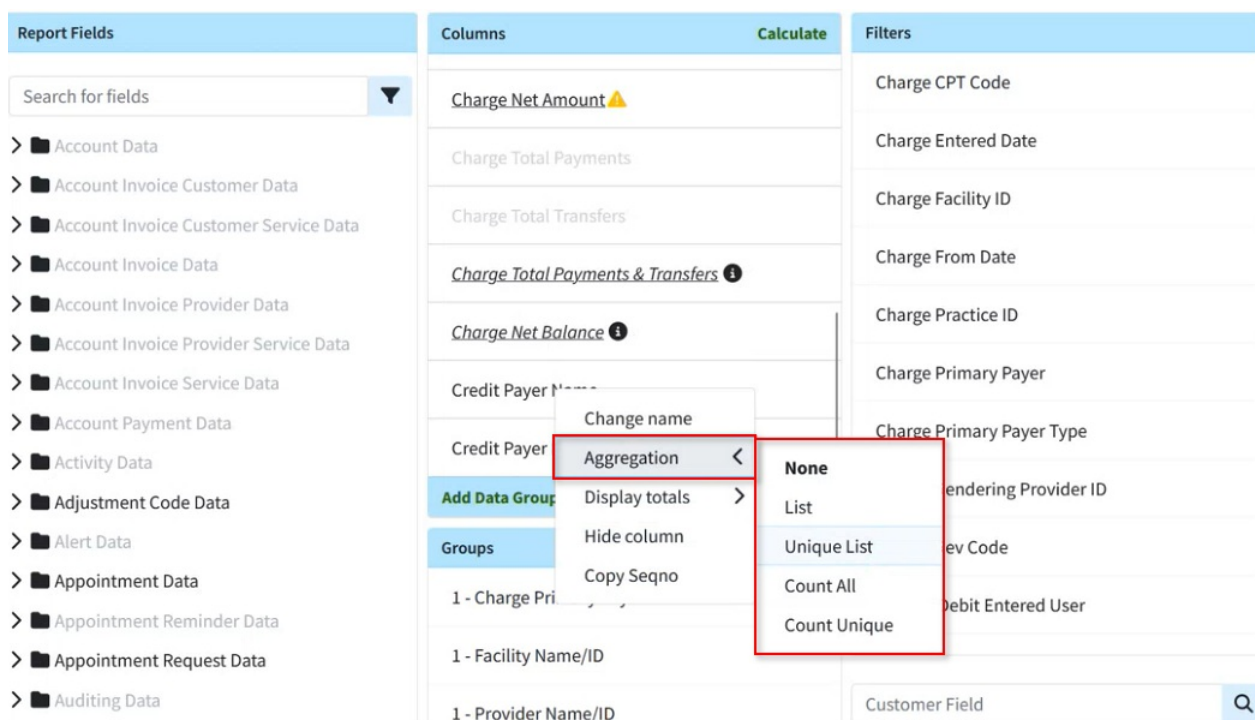 Report Fields
Search for fields
Account Data
Account Invoice Customer Data
Account Invoice Customer Service Data
Account Invoice Data
Account Invoice Provider Data
Account Invoice Provider Service Data
Account Invoice Service Data
Account Payment Data
Activity Data
Adjustment Code Data
Alert Data
Appointment Data
Appointment Reminder Data
Appointment Request Data
Auditing Data
Columns
Calculate
Charge Net Amount
Charge Total Payments
Charge Total Transfers
Charge Total Payments & Transfers
Charge Net Balance
Credit Payer Name
Credit Payer
Add Data Group
Groups
1 - Charge Pri
1 - Facility Name/ID
1 - Provider Name/ID
Change name
Aggregation
Display totals
Hide column
Copy Seqno
None
List
Unique List
Count All
Count Unique
Filters
Charge CPT Code
Charge Entered Date
Charge Facility ID
Charge From Date
Charge Practice ID
Charge Primary Payer
Charge Primary Payer Type
endering Provider ID
ev Code
Debit Entered User
Customer Field